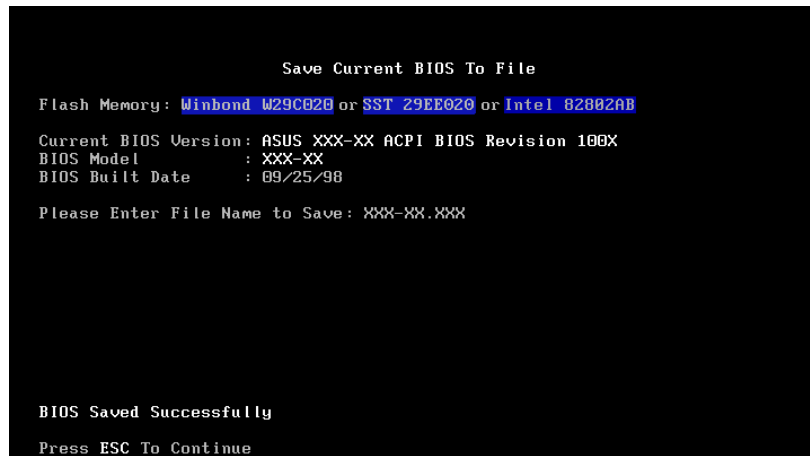 Save Current BIOS To File
Flash Memory: Winbond W29C020 or SST 29EE020 or Intel 82802AB
Current BIOS Version: ASUS XXX-XX ACPI BIOS Revision 100X
BIOS Model : XXX-XX
BIOS Built Date : 09/25/98
Please Enter File Name to Save: XXX-XX.XXX
BIOS Saved Successfully
Press ESC To Continue